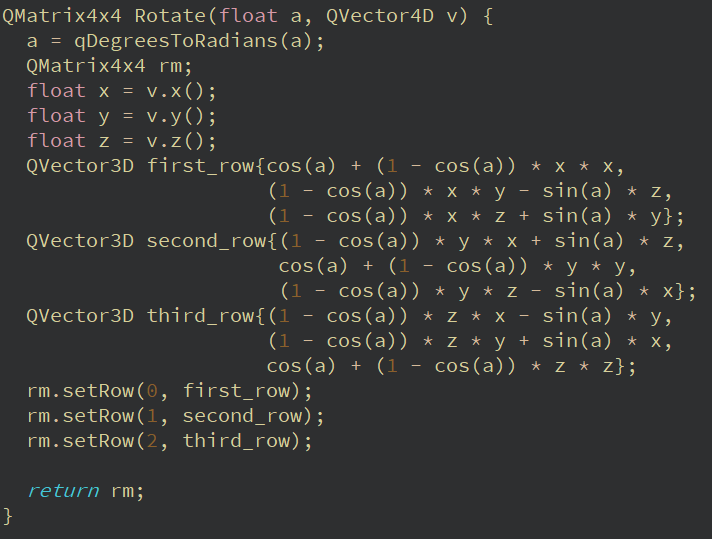 QMatrix4x4 Rotate(float a, QVector4D v) {
  a = qDegreesToRadians(a);
  QMatrix4x4 rm;
  float x = v.x();
  float y = v.y();
  float z = v.z();
  QVector3D first_row{cos(a) + (1 - cos(a)) * x * x,
                      (1 - cos(a)) * x * y - sin(a) * z,
                      (1 - cos(a)) * x * z + sin(a) * y};
  QVector3D second_row{(1 - cos(a)) * y * x + sin(a) * z,
                       cos(a) + (1 - cos(a)) * y * y,
                       (1 - cos(a)) * y * z - sin(a) * x};
  QVector3D third_row{(1 - cos(a)) * z * x - sin(a) * y,
                      (1 - cos(a)) * z * y + sin(a) * x,
                      cos(a) + (1 - cos(a)) * z * z};
  rm.setRow(0, first_row);
  rm.setRow(1, second_row);
  rm.setRow(2, third_row);

  return rm;
}